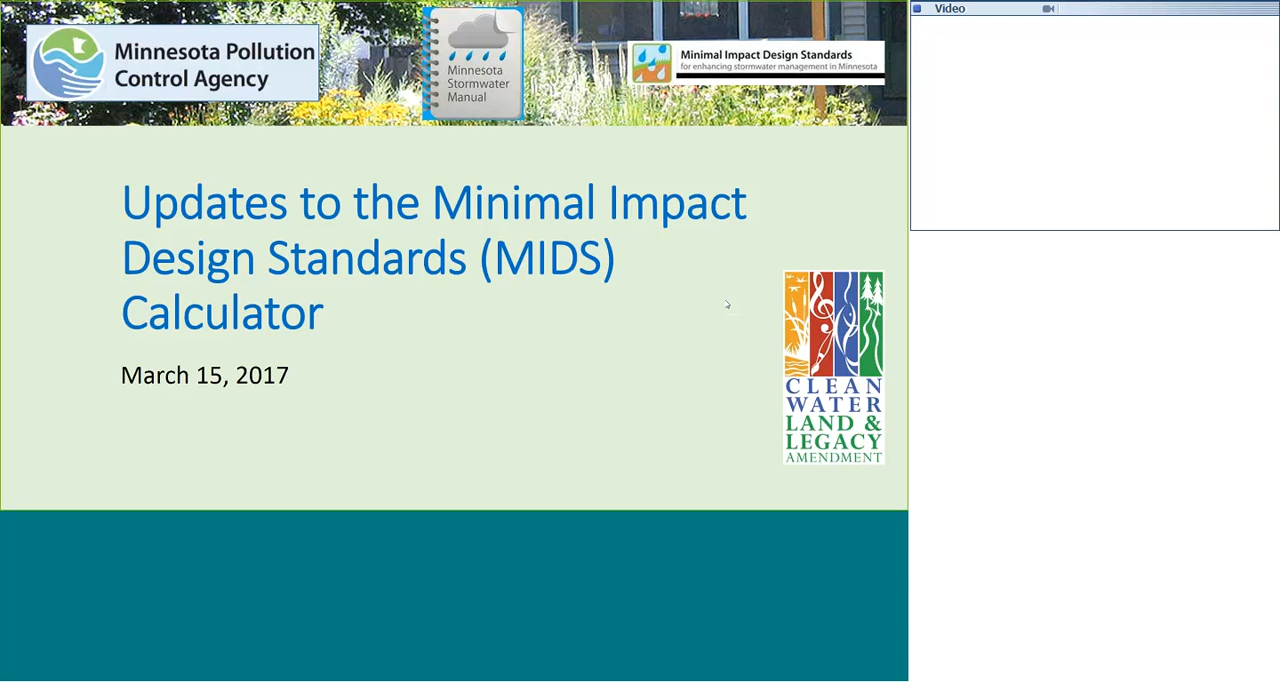 Video
Minnesota Pollution
Control Agency
Minnesota
Stormwater
Manual
Minimal Impact Design Standards
for enhancing stormwater management in Minnesota
Updates to the Minimal Impact
Design Standards (MIDS)
Calculator
March 15, 2017
CLEAN
WATER
LAND &
LEGACY
AMENDMENT